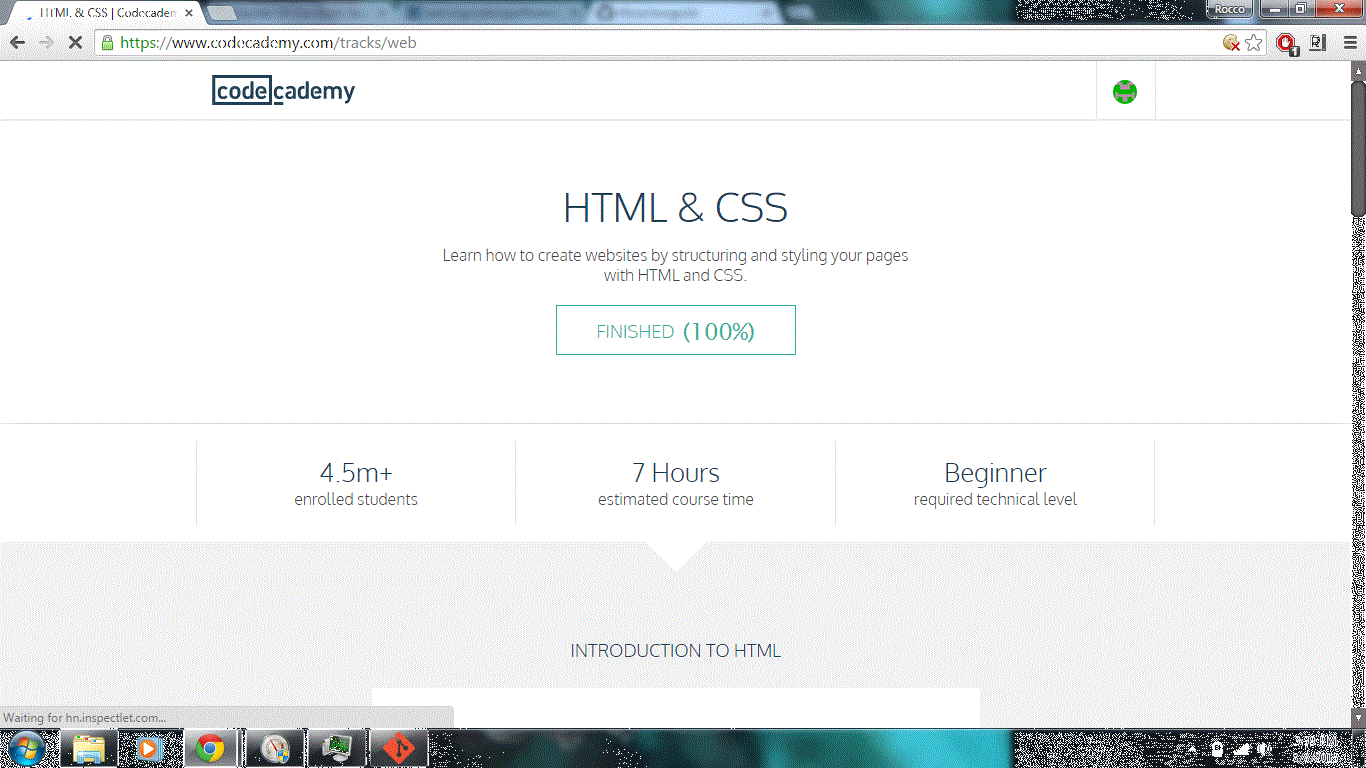 HTML & CSS | Codecadem
Rocco
https://www.codecademy.com/tracks/web
1
codecademy
HTML & CSS
Learn how to create websites by structuring and styling your pages
with HTML and CSS.
FINISHED (100%)
4.5m+
enrolled students
7 Hours
estimated course time
Beginner
required technical level
INTRODUCTION TO HTML
Waiting for hn.inspectlet.com...